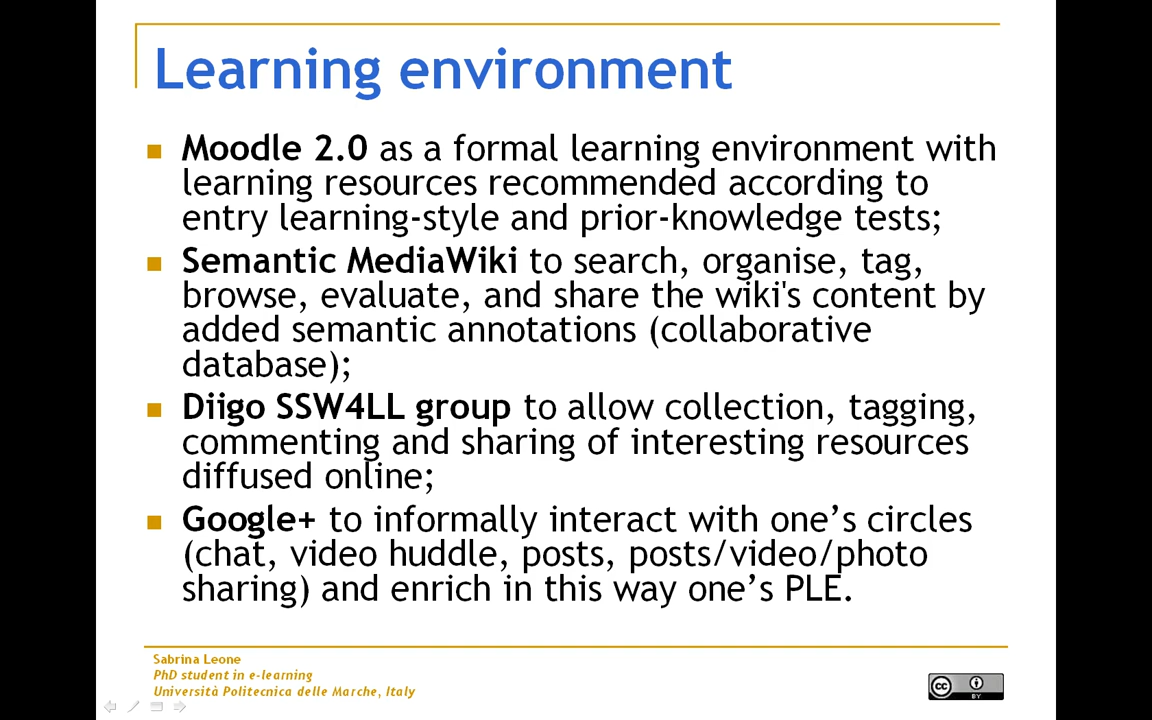 Learning environment
Moodle 2.0 as a formal learning environment with
learning resources recommended according to
entry learning-style and prior-knowledge tests;
Semantic MediaWiki to search, organise, tag,
browse, evaluate, and share the wiki's content by
added semantic annotations (collaborative
database);
Diigo SSW4LL group to allow collection, tagging,
commenting and sharing of interesting resources
diffused online;
Google+ to informally interact with one’s circles
(chat, video huddle, posts, posts/video/photo
sharing) and enrich in this way one’s PLE.
Sabrina Leone
PhD student in e-learning
Università Politecnica delle Marche, Italy
cc
BY